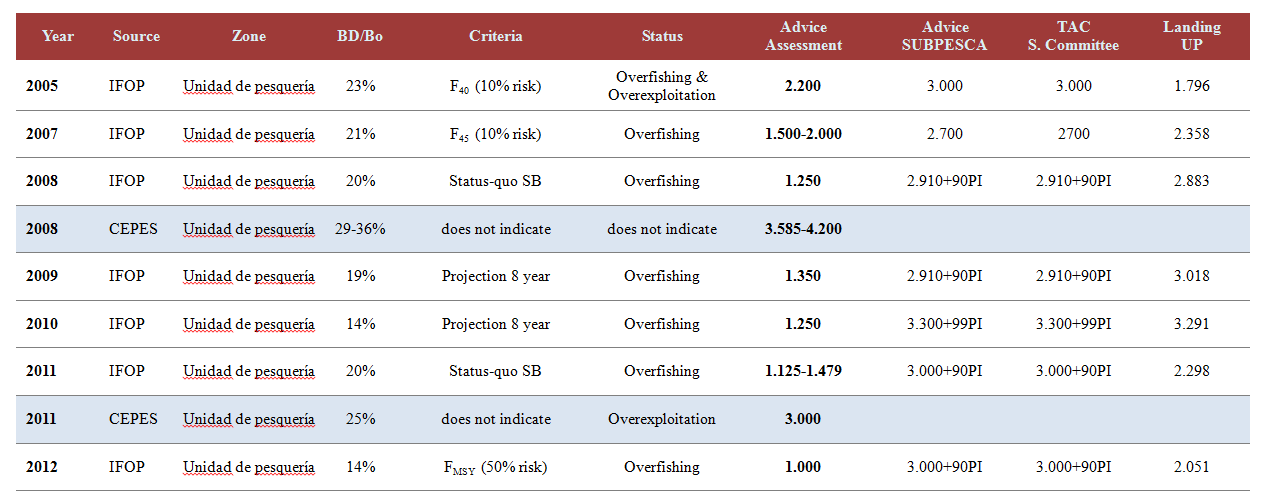 Year Source Zone BD/Bo Criteria Status Advice Assessment Advice SUBPESCA TAC S. Committee Landing UP
2005 IFOP Unidad de pesquería 23% F40 (10% risk) Overfishing & Overexploitation 2.200 3.000 3.000 1.796
2007 IFOP Unidad de pesquería 21% F45 (10% risk) Overfishing 1.500-2.000 2.700 2700 2.358
2008 IFOP Unidad de pesquería 20% Status-quo SB Overfishing 1.250 2.910+90PI 2.910+90PI 2.883
2008 CEPES Unidad de pesquería 29-36% does not indicate does not indicate 3.585-4.200
2009 IFOP Unidad de pesquería 19% Projection 8 year Overfishing 1.350 2.910+90PI 2.910+90PI 3.018
2010 IFOP Unidad de pesquería 14% Projection 8 year Overfishing 1.250 3.300+99PI 3.300+99PI 3.291
2011 IFOP Unidad de pesquería 20% Status-quo SB Overfishing 1.125-1.479 3.000+90PI 3.000+90PI 2.298
2011 CEPES Unidad de pesquería 25% does not indicate Overexploitation 3.000
2012 IFOP Unidad de pesquería 14% FMSY (50% risk) Overfishing 1.000 3.000+90PI 3.000+90PI 2.051